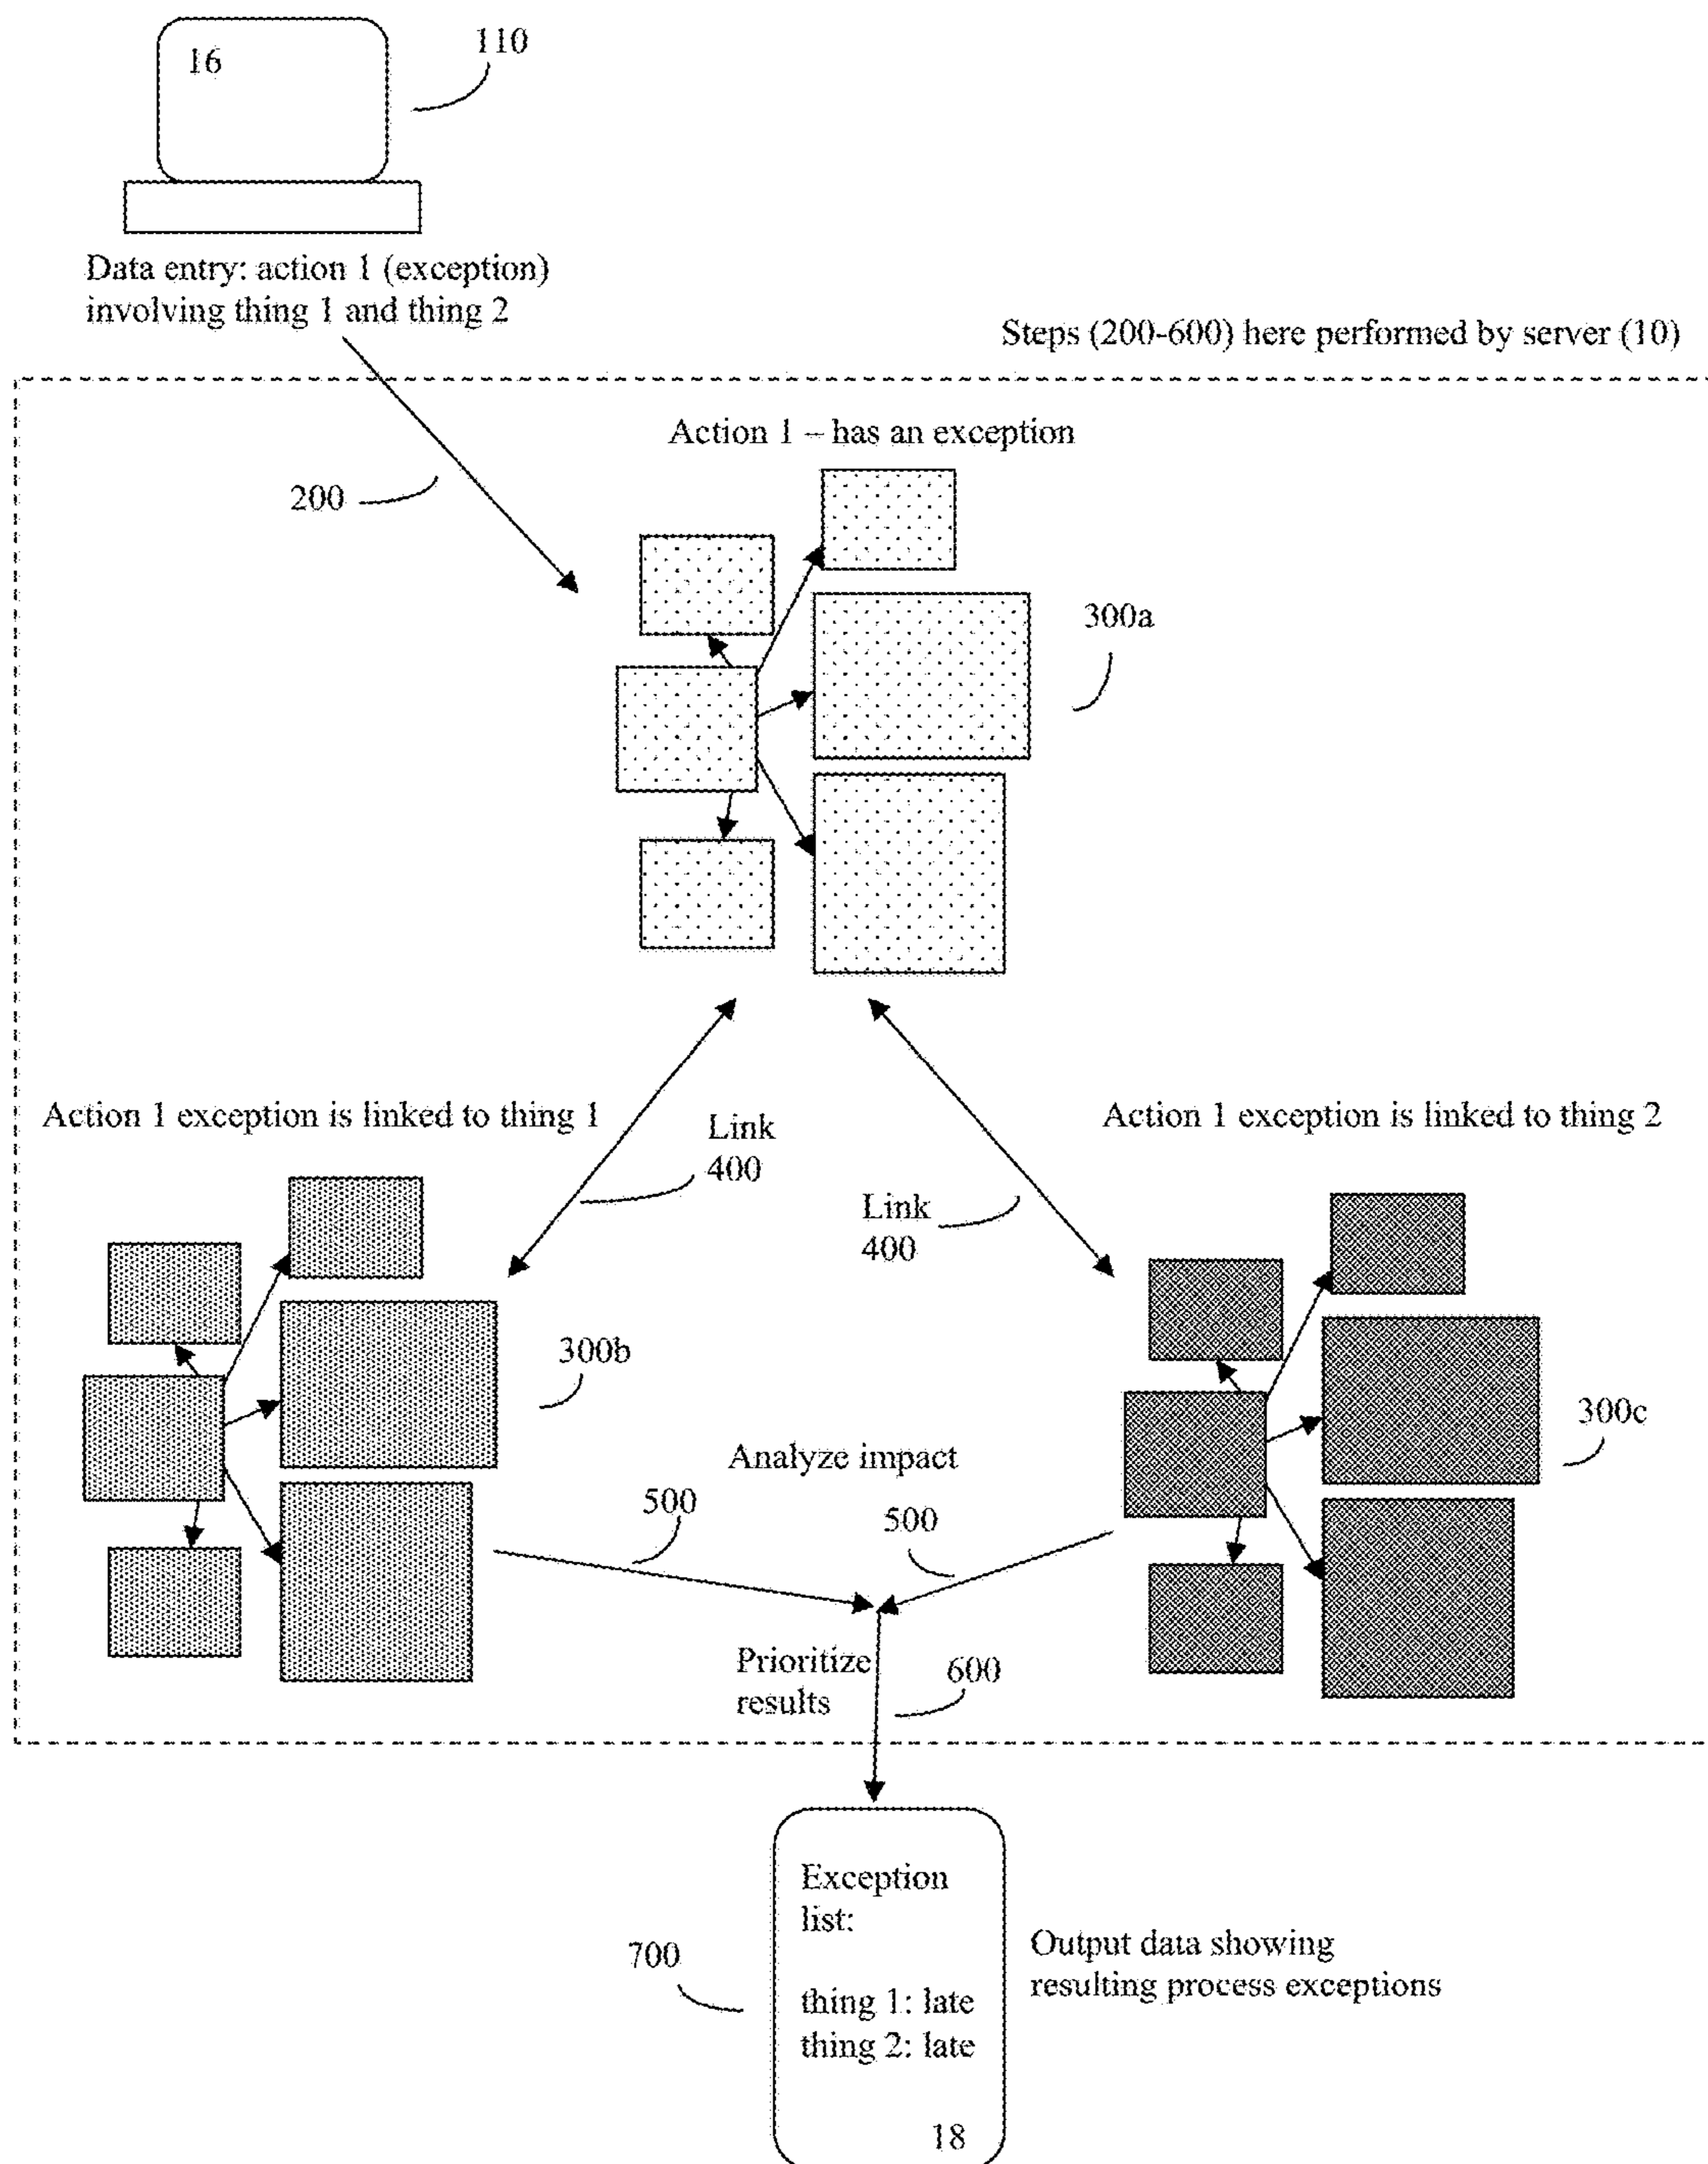 16
110
Data entry: action 1 (exception)
involving thing 1 and thing 2
Steps (200-600) here performed by server (10)
Action 1 – has an exception
200
300a
Action 1 exception is linked to thing 1
Link
400
Action 1 exception is linked to thing 2
Link
400
300b
300c
Analyze impact
500
500
Prioritize
results
600
Exception
list:
thing 1: late
thing 2: late
18
700
Output data showing
resulting process exceptions